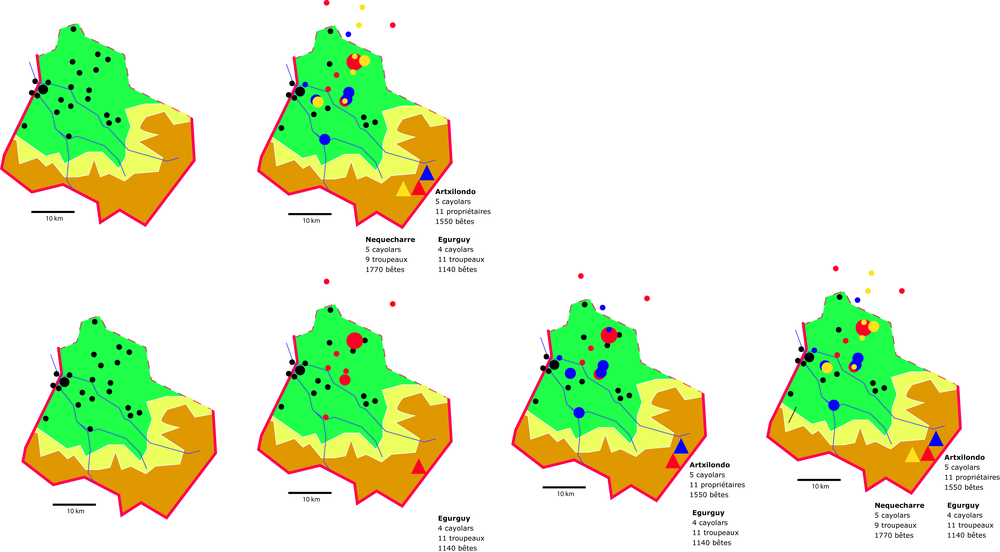 10 km
10 km
Artxilondo
5 cayolars
11 propriétaires
1550 bêtes
Nequecharre
5 cayolars
9 troupeaux
1770 bêtes
Egurguy
4 cayolars
11 troupeaux
1140 bêtes
10 km
10 km
Egurguy
4 cayolars
11 troupeaux
1140 bêtes
10 km
Artxilondo
5 cayolars
11 propriétaires
1550 bêtes
Egurguy
4 cayolars
11 troupeaux
1140 bêtes
10 km
Artxilondo
5 cayolars
11 propriétaires
1550 bêtes
Nequecharre
5 cayolars
9 troupeaux
1770 bêtes
Egurguy
4 cayolars
11 troupeaux
1140 bêtes